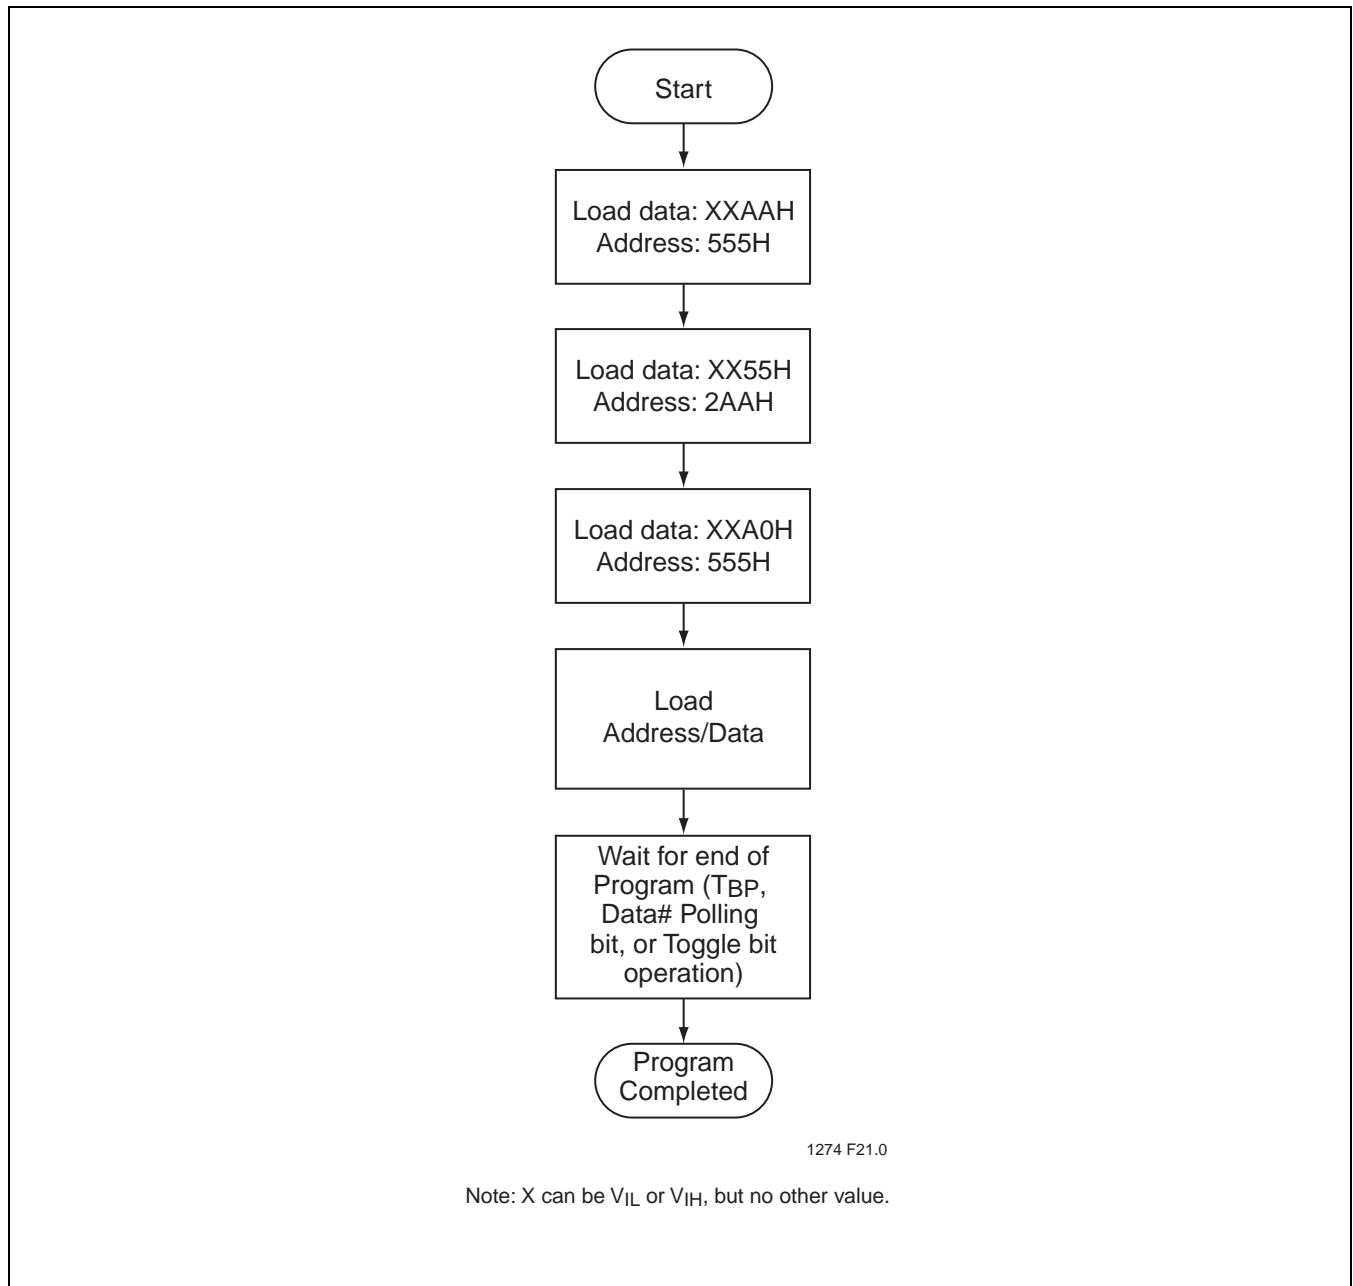 Start
Load data: XXAAH
Address: 555H
Load data: XX55H
Address: 2AAH
Load data: XXA0H
Address: 555H
Load
Address/Data
Wait for end of
Program (TBP,
Data# Polling
bit, or Toggle bit
operation)
Program
Completed
1274 F21.0
Note: X can be VIL or VIH, but no other value.